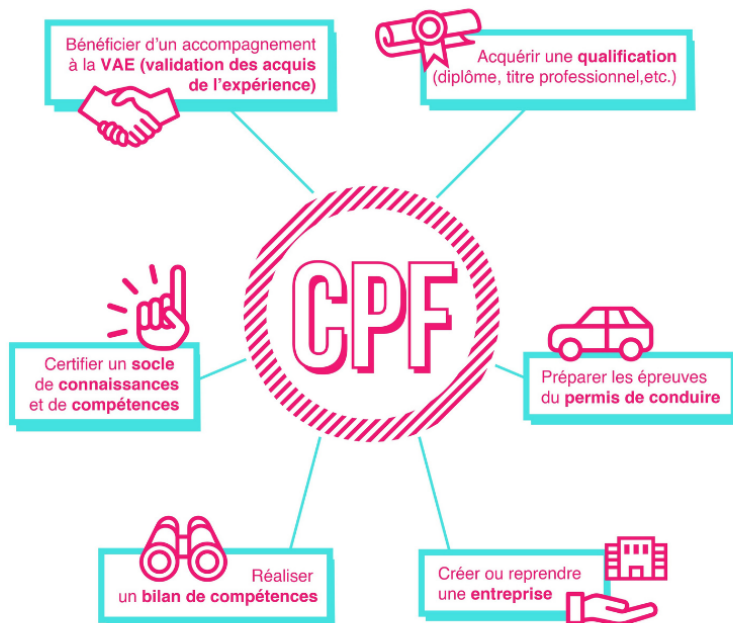 Bénéficier d'un accompagnement
à la VAE (validation des acquis
de l'expérience)
Acquérir une qualification
(diplôme, titre professionnel,etc.)
CPF
Certifier un socle
de connaissances
et de compétences
Préparer les épreuves
du permis de conduire
Réaliser
un bilan de compétences
Créer ou reprendre
une entreprise